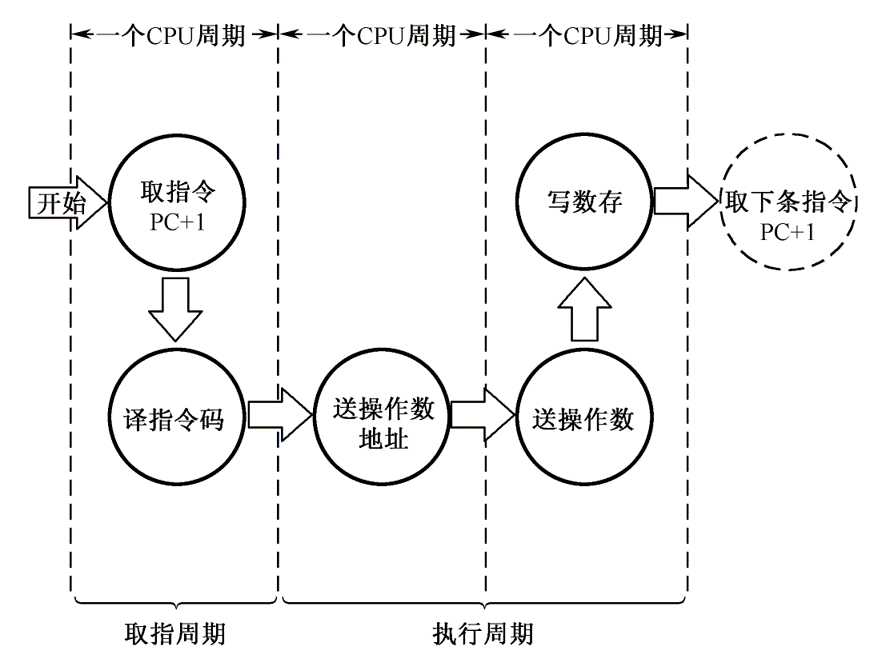 一个CPU周期
一个CPU周期
一个CPU周期
开始
取指令
PC+1
写数存
取下条指令
PC+1
译指令码
送操作数
地址
送操作数
取指周期
执行周期